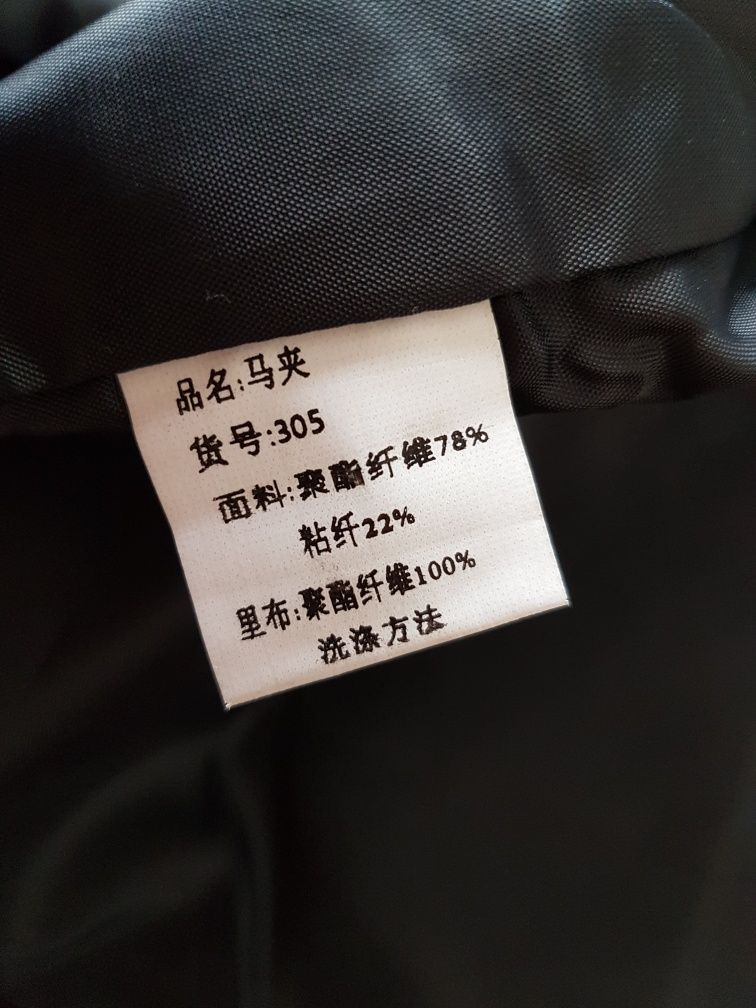 品名:马夹
货号:305
面料:聚酯纤维78%
粘纤22%
里布:聚酯纤维100%
洗涤方法